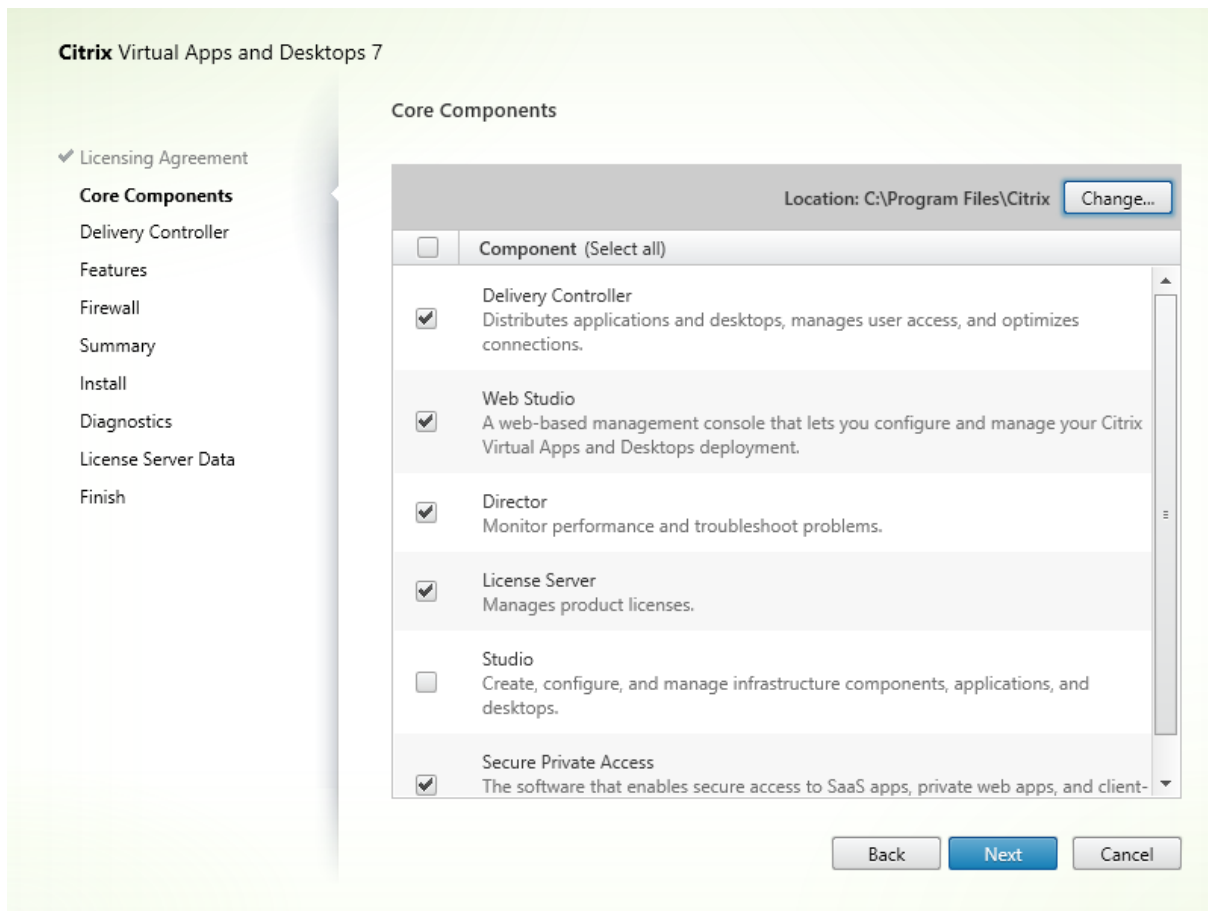 Citrix Virtual Apps and Desktops 7
Licensing Agreement
Core Components
Delivery Controller
Features
Firewall
Summary
Install
Diagnostics
License Server Data
Finish
Core Components
Location: C:\Program Files\Citrix
Change...
Component (Select all)
Delivery Controller
Distributes applications and desktops, manages user access, and optimizes
connections.
Web Studio
A web-based management console that lets you configure and manage your Citrix
Virtual Apps and Desktops deployment.
Director
Monitor performance and troubleshoot problems.
License Server
Manages product licenses.
Studio
Create, configure, and manage infrastructure components, applications, and
desktops.
Secure Private Access
The software that enables secure access to SaaS apps, private web apps, and client-
Back
Next
Cancel